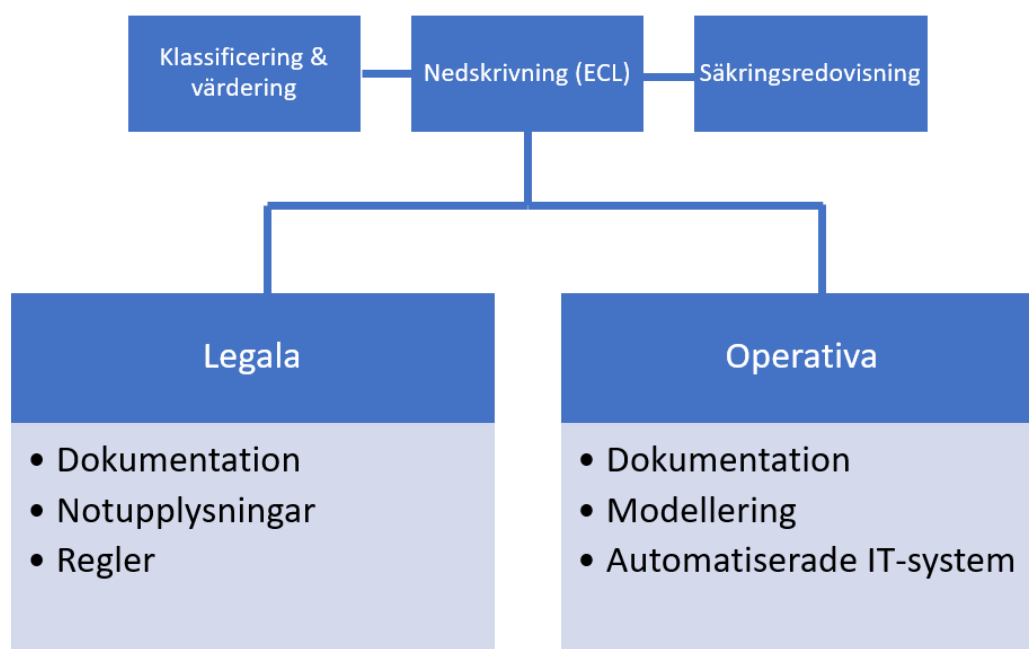 Klassificering &
värdering
Nedskrivning (ECL)
Säkringsredovisning
Legala
• Dokumentation
• Notupplysningar
• Regler
Operativa
• Dokumentation
• Modellering
• Automatiserade IT-system